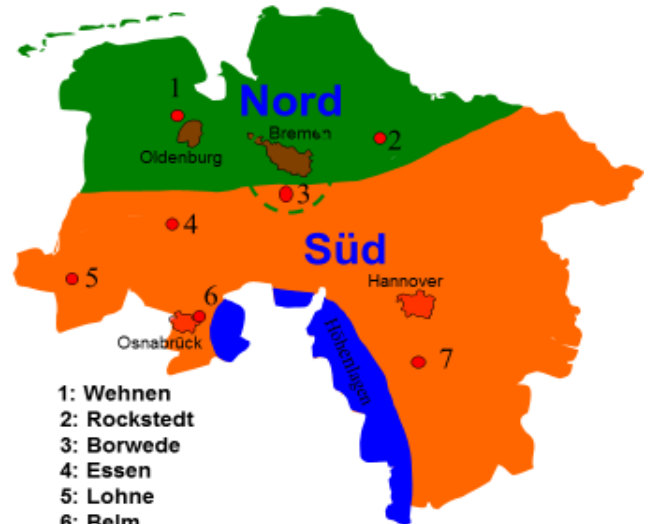 Nord
1
Bremen
2
Oldenburg
3
4
Süd
5
Hannover
6
Osnabrück
Höhenlagen
7
1: Wehnen
2: Rockstedt
3: Borwede
4: Essen
5: Lohne
6: Belm